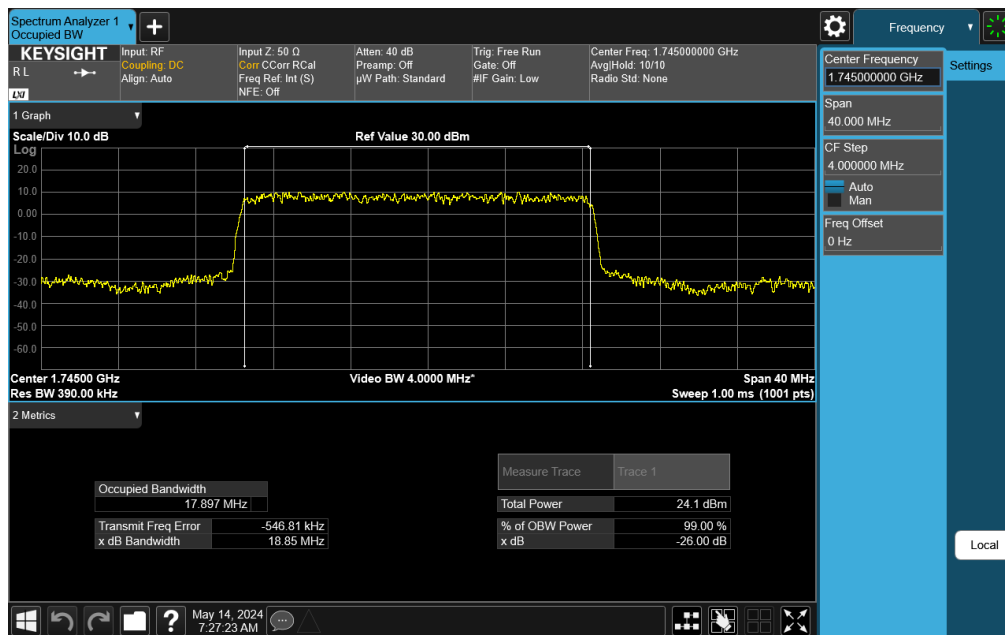 Spectrum Analyzer 1
Occupied BW
Frequency
KEYSIGHT
R L
LXI
Input: RF
Coupling: DC
Align: Auto
Input Z: 50 Ω
Corr CCorr RCal
Freq Ref: Int (S)
NFE: Off
Atten: 40 dB
Preamp: Off
µW Path: Standard
Trig: Free Run
Gate: Off
#IF Gain: Low
Center Freq: 1.745000000 GHz
Avg|Hold: 10/10
Radio Std: None
Center Frequency
1.745000000 GHz
Settings
Span
40.000 MHz
CF Step
4.000000 MHz
Auto
Man
Freq Offset
0 Hz
Local
1 Graph
Scale/Div 10.0 dB
Ref Value 30.00 dBm
Log
20.0
10.0
0.00
-10.0
-20.0
-30.0
-40.0
-50.0
-60.0
Center 1.74500 GHz
Video BW 4.0000 MHz*
Span 40 MHz
Res BW 390.00 kHz
Sweep 1.00 ms (1001 pts)
2 Metrics
Measure Trace
Trace 1
Occupied Bandwidth
17.897 MHz
Total Power
24.1 dBm
Transmit Freq Error
-546.81 kHz
% of OBW Power
99.00 %
x dB Bandwidth
18.85 MHz
x dB
-26.00 dB
?
May 14, 2024
7:27:23 AM